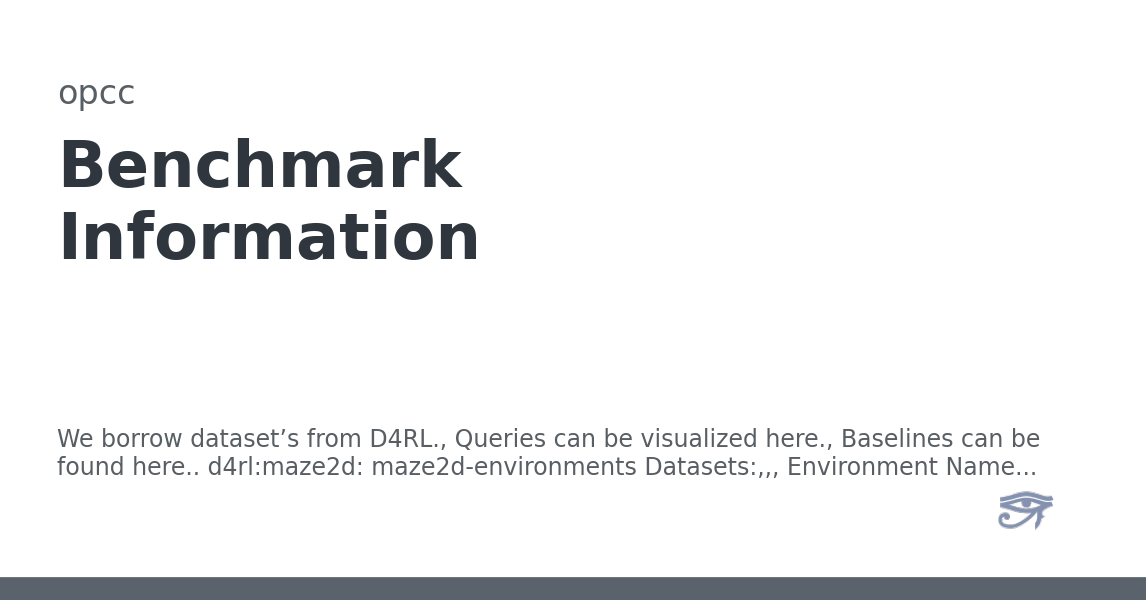 opcc
Benchmark
Information
We borrow dataset’s from D4RL., Queries can be visualized here., Baselines can be
found here.. d4rl:maze2d: maze2d-environments Datasets:,,, Environment Name...